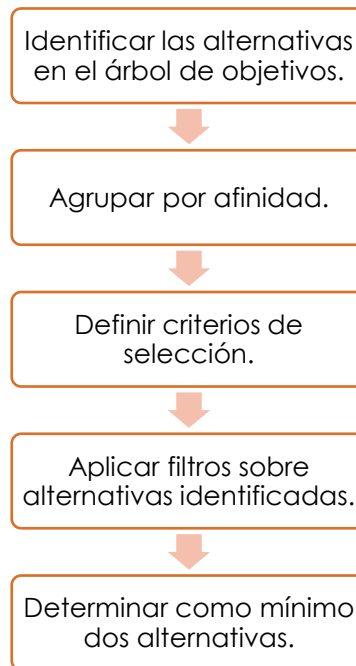 Identificar las alternativas
en el árbol de objetivos.
Agrupar por afinidad.
Definir criterios de
selección.
Aplicar filtros sobre
alternativas identificadas.
Determinar como mínimo
dos alternativas.